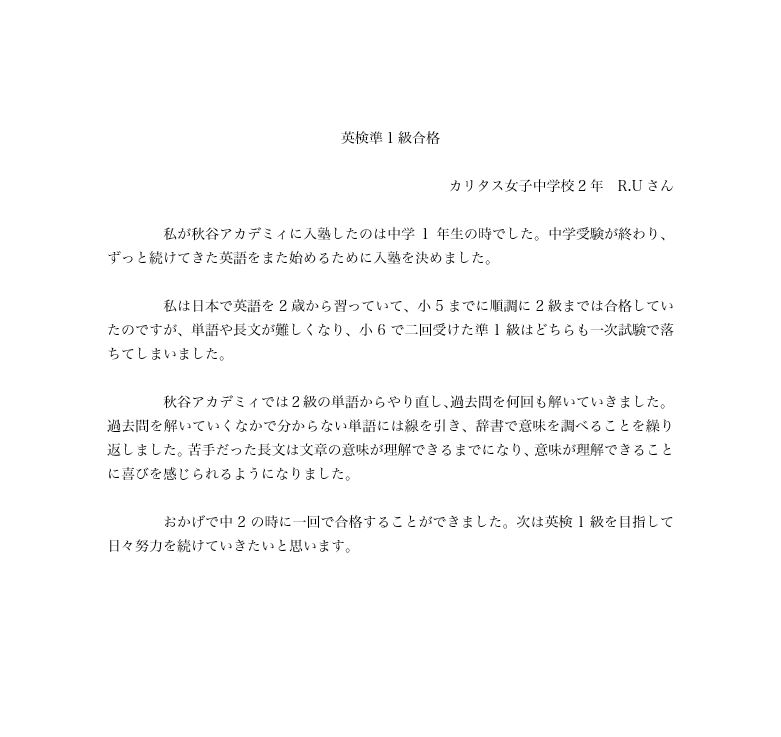 英検準1級合格
カリタス女子中学校2年　R.Uさん
私が秋谷アカデミィに入塾したのは中学 1 年生の時でした。中学受験が終わり、
ずっと続けてきた英語をまた始めるために入塾を決めました。
私は日本で英語を2歳から習っていて、小5までに順調に2級までは合格してい
たのですが、単語や長文が難しくなり、小6で二回受けた準1級はどちらも一次試験で落
ちてしまいました。
秋谷アカデミィでは2級の単語からやり直し、過去問を何回も解いていきました。
過去問を解いていくなかで分からない単語には線を引き、辞書で意味を調べることを繰り
返しました。苦手だった長文は文章の意味が理解できるまでになり、意味が理解できること
に喜びを感じられるようになりました。
おかげで中2の時に一回で合格することができました。次は英検1級を目指して
日々努力を続けていきたいと思います。